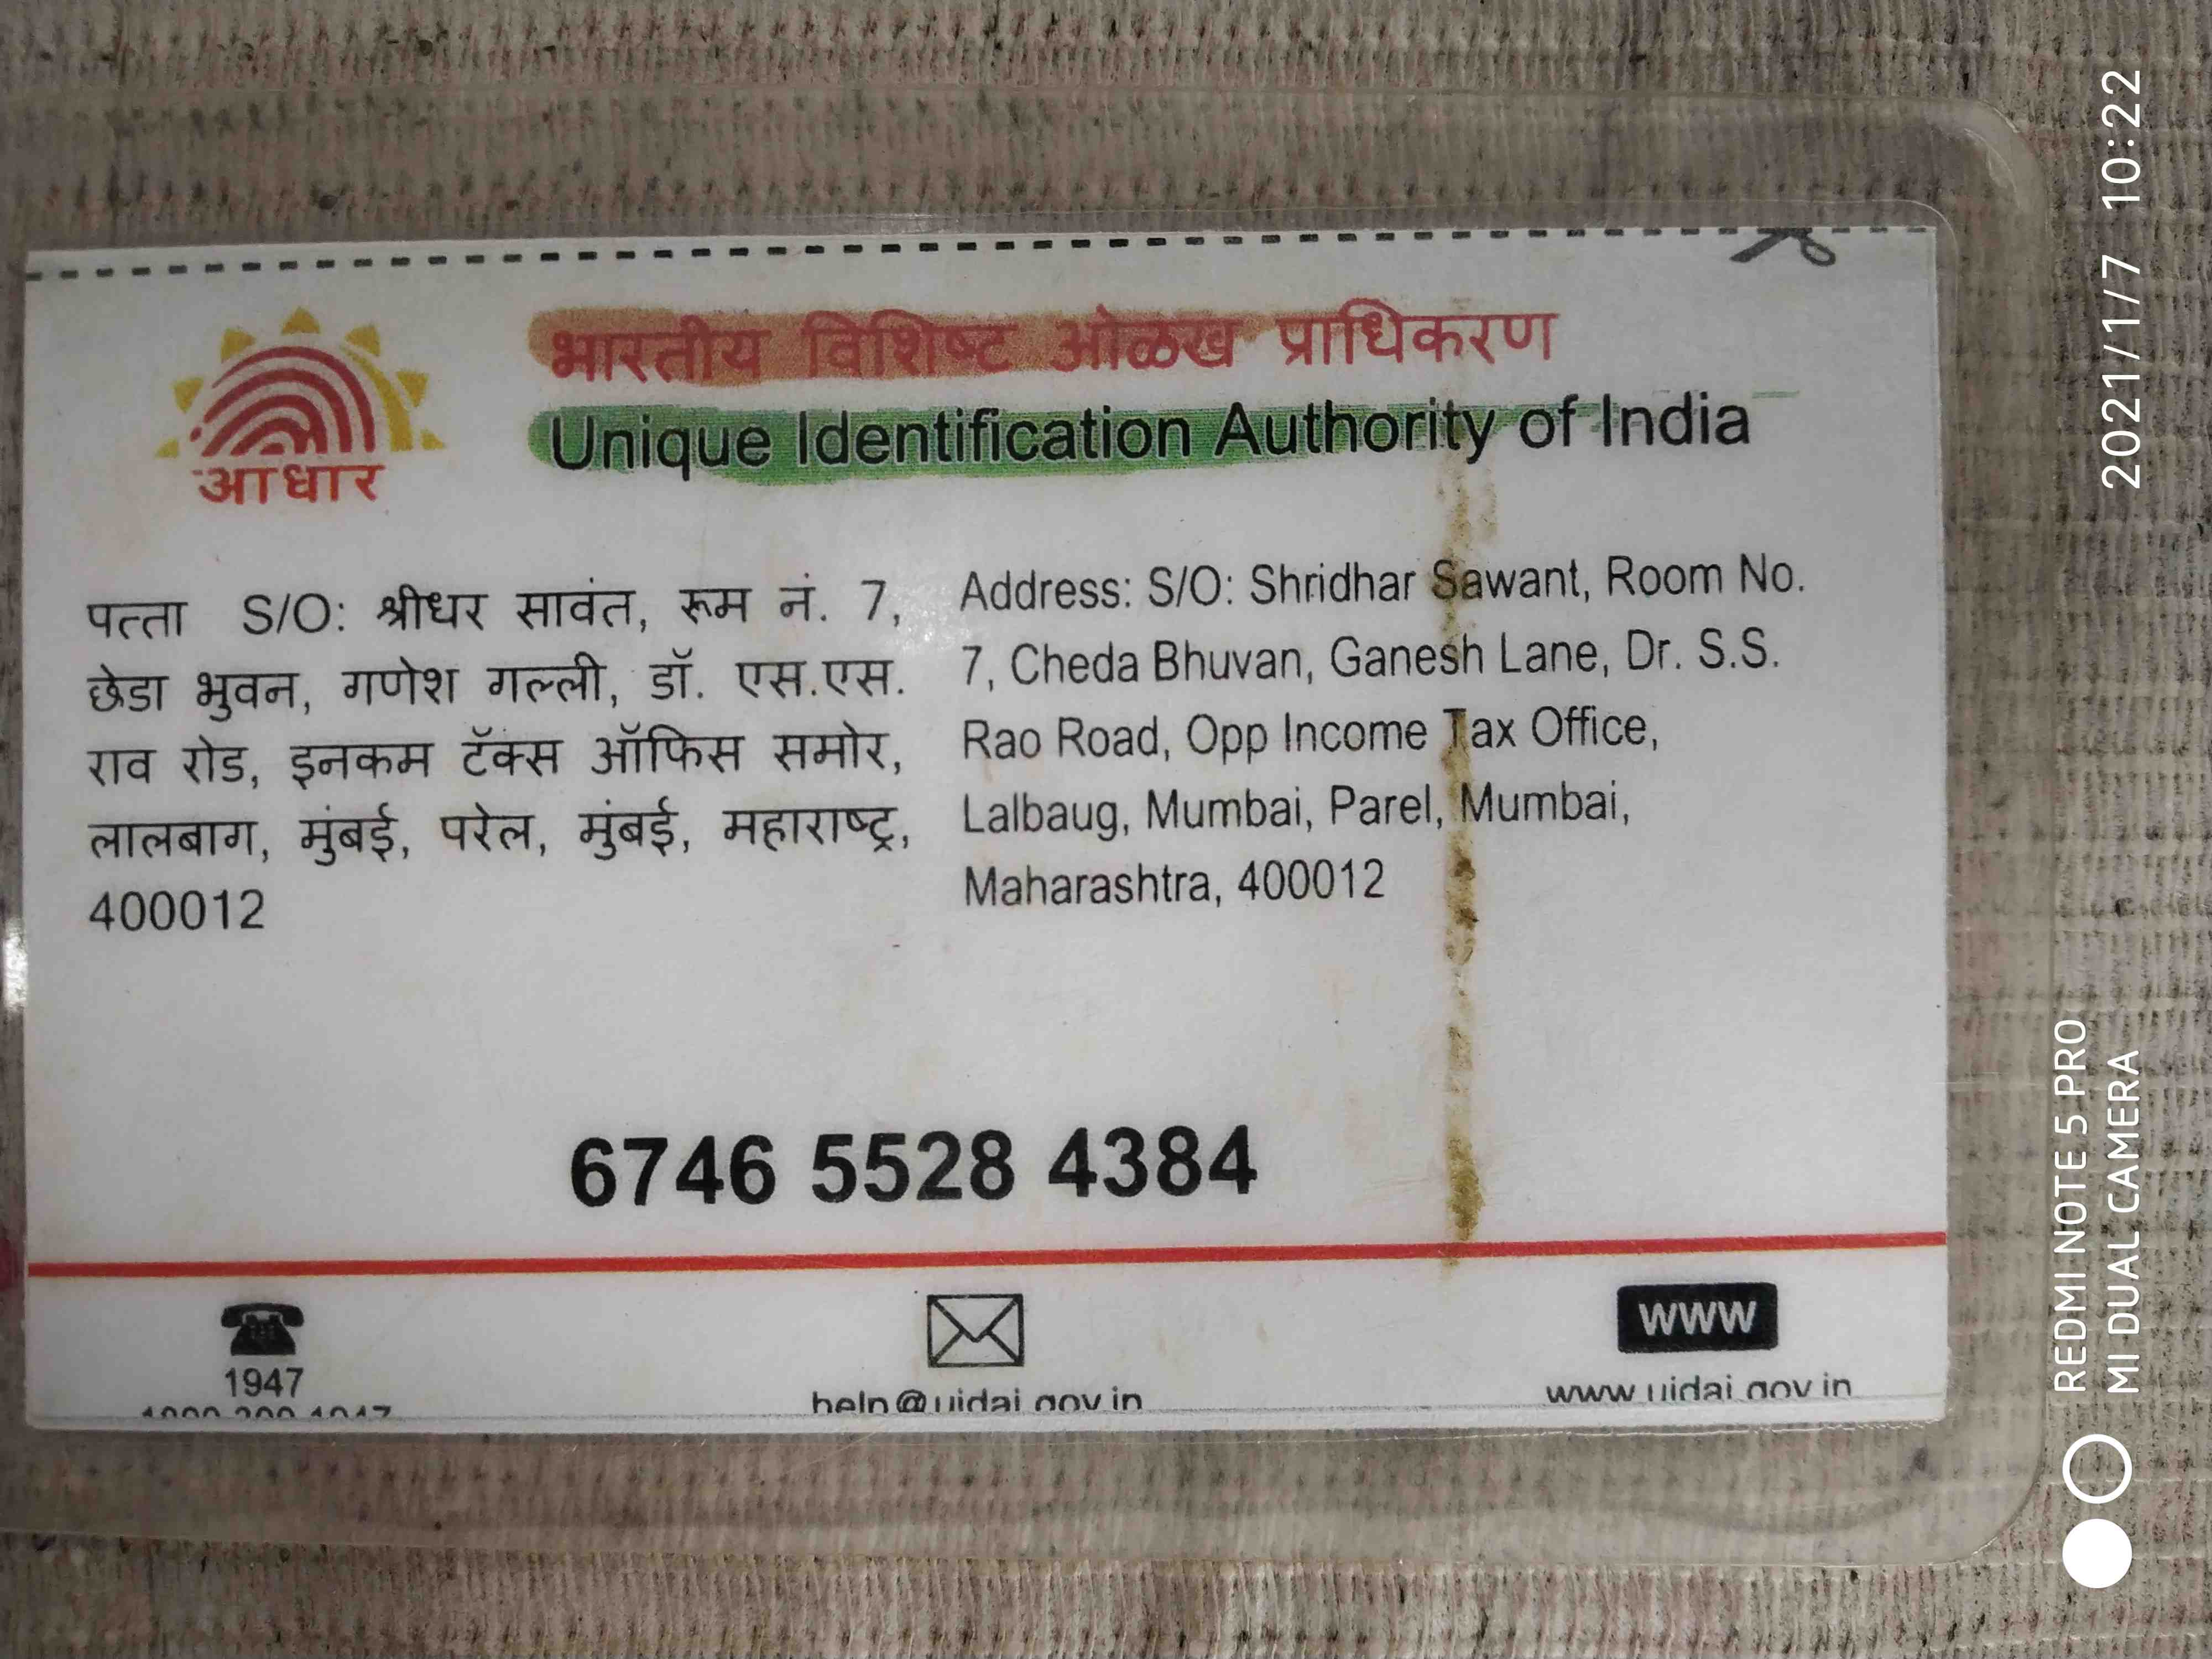 भारतीय विशिष्ट ओळख प्राधिकरण
Unique Identification Authority of India
आधार
पत्ता S/O: श्रीधर सावंत, रूम नं. 7,
छेडा भुवन, गणेश गल्ली, डॉ. एस.एस.
राव रोड, इनकम टॅक्स ऑफिस समोर,
लालबाग, मुंबई, परेल, मुंबई, महाराष्ट्र,
400012
Address: S/O: Shridhar Sawant, Room No.
7, Cheda Bhuvan, Ganesh Lane, Dr. S.S.
Rao Road, Opp Income Tax Office,
Lalbaug, Mumbai, Parel, Mumbai,
Maharashtra, 400012
6746 5528 4384
1947
1800 300 1947
help@uidai.gov.in
WWW
www.uidai.gov.in
REDMI NOTE 5 PRO
MI DUAL CAMERA
2021/1/7 10:22